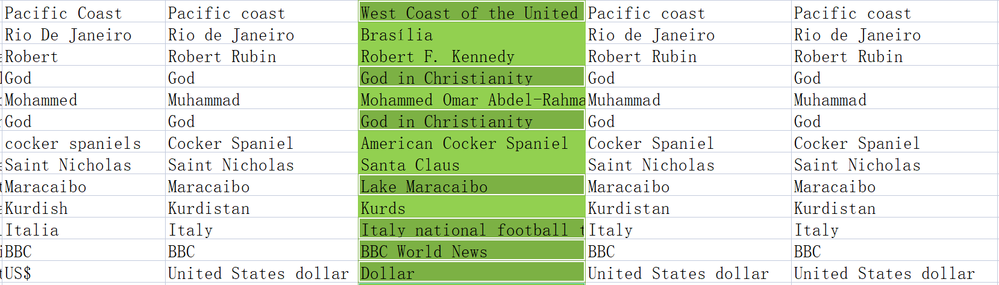 Pacific Coast Pacific coast West Coast of the United Pacific coast Pacific coast
Rio De Janeiro Rio de Janeiro Brasília Rio de Janeiro Rio de Janeiro
Robert Robert Rubin Robert F. Kennedy Robert Rubin Robert Rubin
God God God in Christianity God God
Mohammed Muhammad Mohammed Omar Abdel-Rahma Muhammad Muhammad
God God God in Christianity God God
cocker spaniels Cocker Spaniel American Cocker Spaniel Cocker Spaniel Cocker Spaniel
Saint Nicholas Saint Nicholas Santa Claus Saint Nicholas Saint Nicholas
Maracaibo Maracaibo Lake Maracaibo Maracaibo Maracaibo
Kurdish Kurdistan Kurds Kurdistan Kurdistan
Italia Italy Italy national football t Italy Italy
BBC BBC BBC World News BBC BBC
US$ United States dollar Dollar United States dollar United States dollar